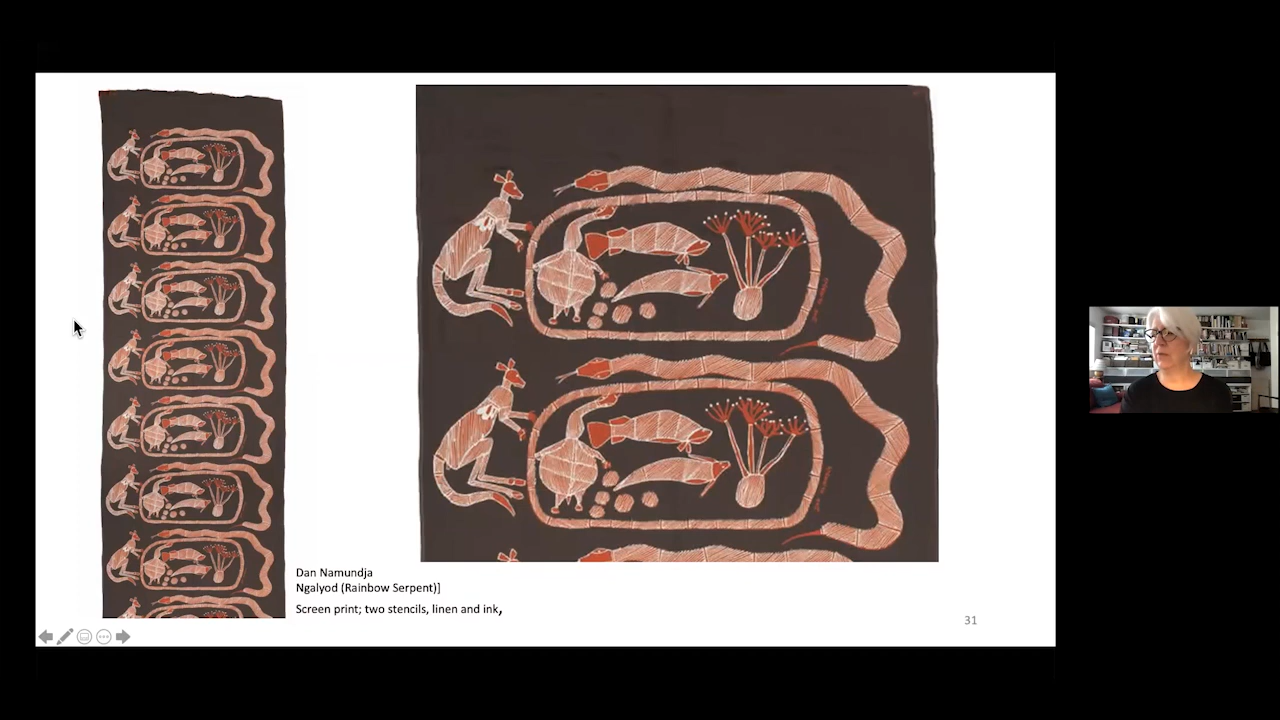 Dan Namundja
Ngalyod (Rainbow Serpent)]
Screen print; two stencils, linen and ink,
31